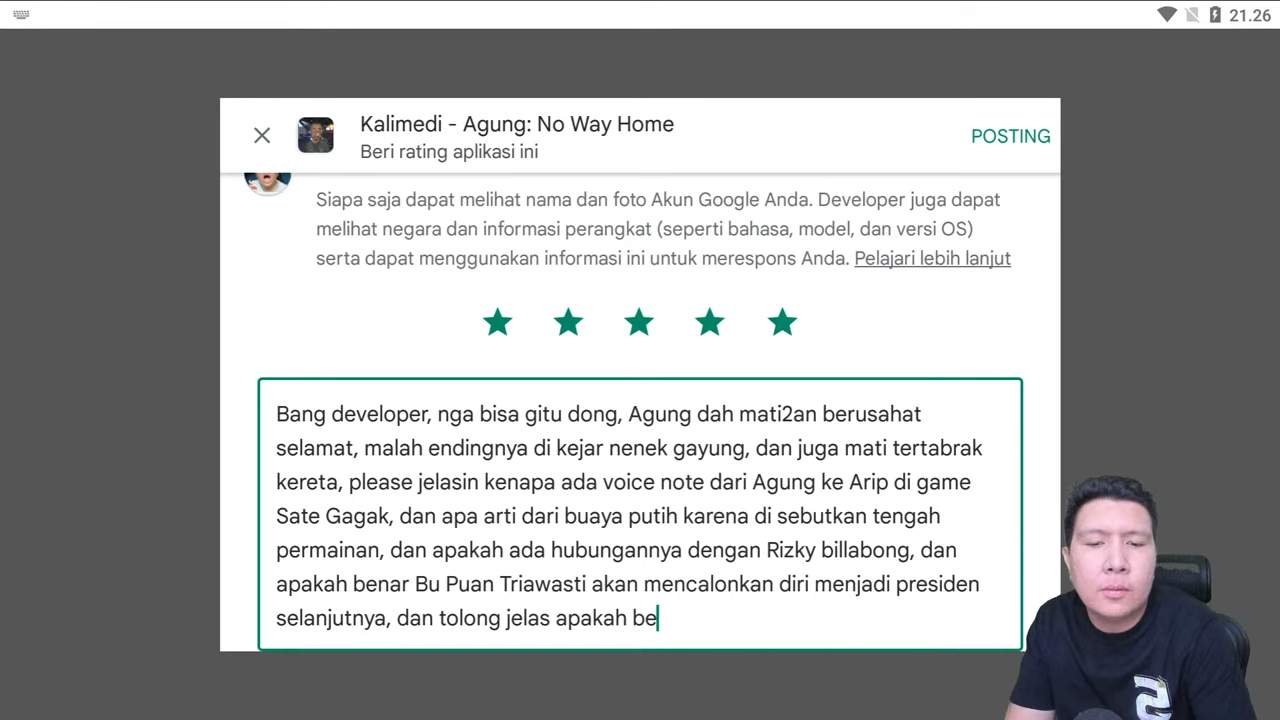 21.26
Kalimedi - Agung: No Way Home
Beri rating aplikasi ini
POSTING
Siapa saja dapat melihat nama dan foto Akun Google Anda. Developer juga dapat
melihat negara dan informasi perangkat (seperti bahasa, model, dan versi OS)
serta dapat menggunakan informasi ini untuk merespons Anda. Pelajari lebih lanjut
Bang developer, nga bisa gitu dong, Agung dah mati2an berusahat
selamat, malah endingnya di kejar nenek gayung, dan juga mati tertabrak
kereta, please jelasin kenapa ada voice note dari Agung ke Arip di game
Sate Gagak, dan apa arti dari buaya putih karena di sebutkan tengah
permainan, dan apakah ada hubungannya dengan Rizky billabong, dan
apakah benar Bu Puan Triawasti akan mencalonkan diri menjadi presiden
selanjutnya, dan tolong jelas apakah be